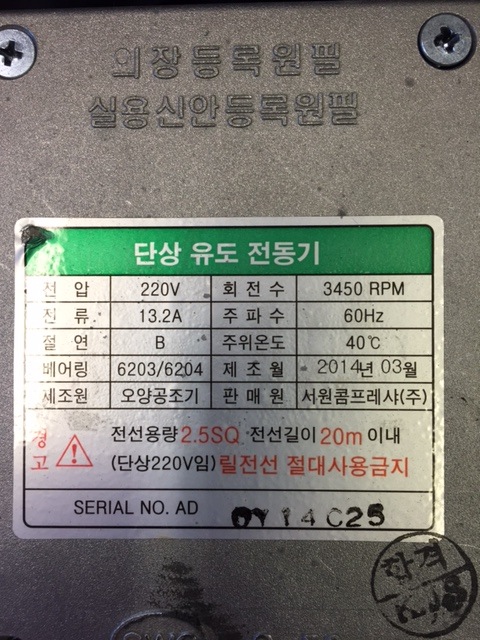 의장등록원필
실용신안등록원필
단상 유도 전동기
전 압 220V 회 전 수 3450 RPM
전 류 13.2A 주 파 수 60Hz
절 연 B 주위온도 40℃
베어링 6203/6204 제 조 월 2014년 03월
제조원 오양공조기 판 매 원 서원콤프레샤(주)
경고 전선용량 2.5SQ 전선길이 20m 이내
(단상220V임) 릴전선 절대사용금지
SERIAL NO. AD OY14C25
합격